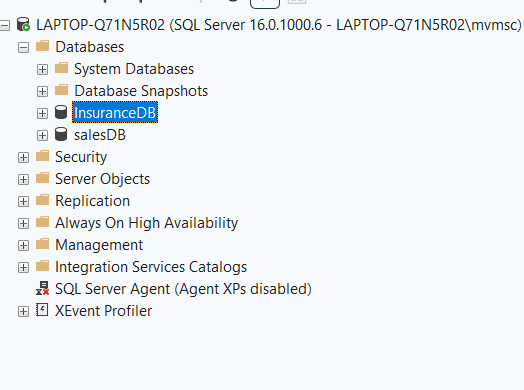 LAPTOP-Q71N5R02 (SQL Server 16.0.1000.6 - LAPTOP-Q71N5R02\mvmsc)
Databases
System Databases
Database Snapshots
InsuranceDB
salesDB
Security
Server Objects
Replication
Always On High Availability
Management
Integration Services Catalogs
SQL Server Agent (Agent XPs disabled)
XEvent Profiler